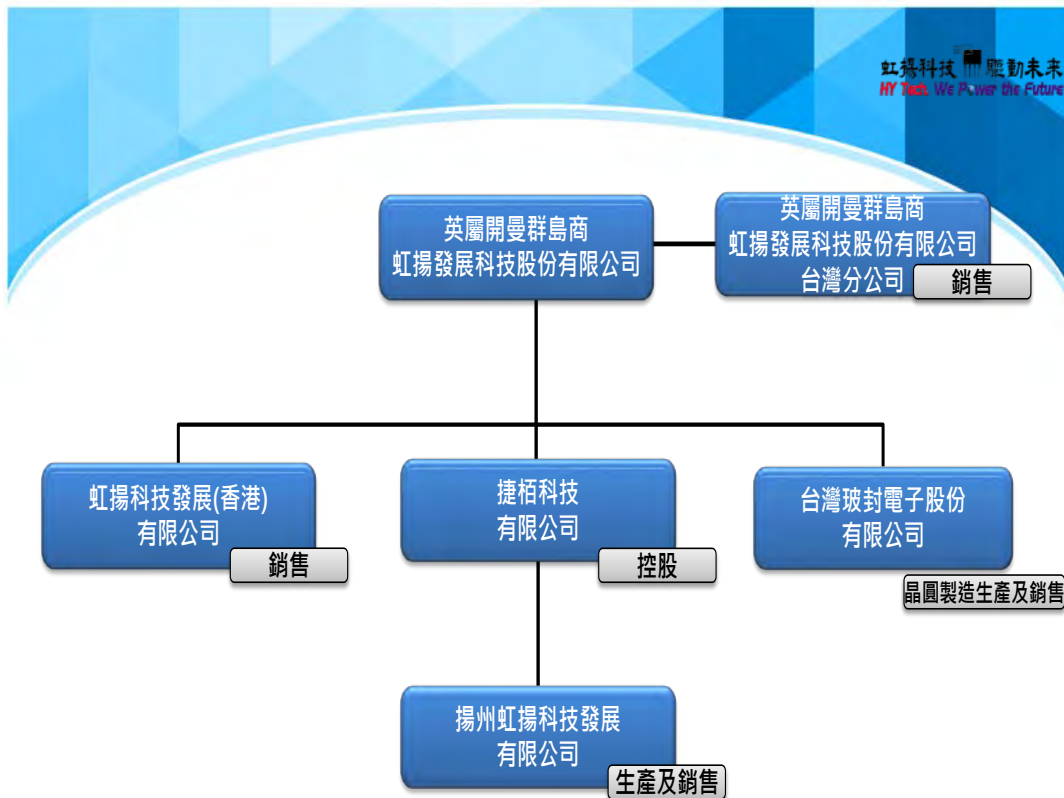 虹揚科技 驅動未來
HY Tech. We Power the Future
英屬開曼群島商
虹揚發展科技股份有限公司
英屬開曼群島商
虹揚發展科技股份有限公司
台灣分公司
銷售
虹揚科技發展(香港)
有限公司
銷售
捷栢科技
有限公司
控股
台灣玻封電子股份
有限公司
晶圓製造生產及銷售
揚州虹揚科技發展
有限公司
生產及銷售